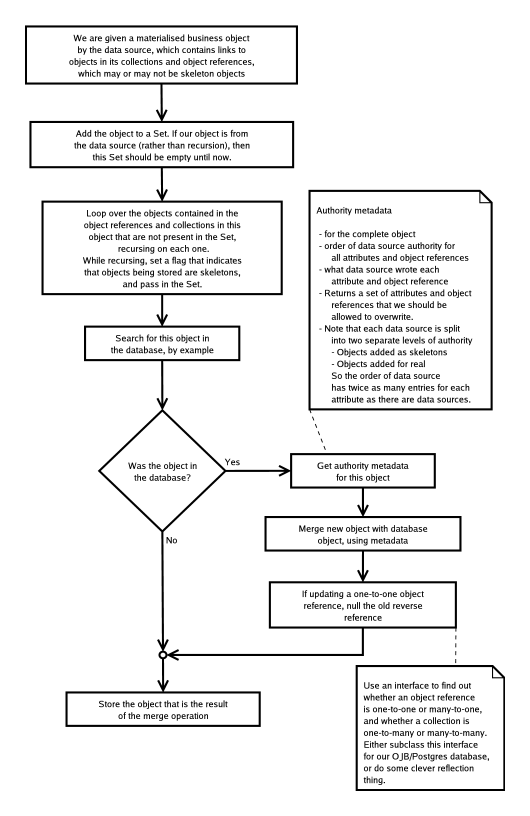 We are given a materialised business object
by the data source, which contains links to
objects in its collections and object references,
which may or may not be skeleton objects
Add the object to a Set. If our object is from
the data source (rather than recursion), then
this Set should be empty until now.
Loop over the objects contained in the
object references and collections in this
object that are not present in the Set,
recursing on each one.
While recursing, set a flag that indicates
that objects being stored are skeletons,
and pass in the Set.
Search for this object in
the database, by example
Authority metadata
- for the complete object
- order of data source authority for
all attributes and object references
- what data source wrote each
attribute and object reference
- Returns a set of attributes and object
references that we should be
allowed to overwrite.
- Note that each data source is split
into two separate levels of authority
- Objects added as skeletons
- Objects added for real
So the order of data source
has twice as many entries for each
attribute as there are data sources.
Was the object in
the database?
Yes
No
Get authority metadata
for this object
Merge new object with database
object, using metadata
If updating a one-to-one object
reference, null the old reverse
reference
Store the object that is the result
of the merge operation
Use an interface to find out
whether an object reference
is one-to-one or many-to-one,
and whether a collection is
one-to-many or many-to-many.
Either subclass this interface
for our OJB/Postgres database,
or do some clever reflection
thing.